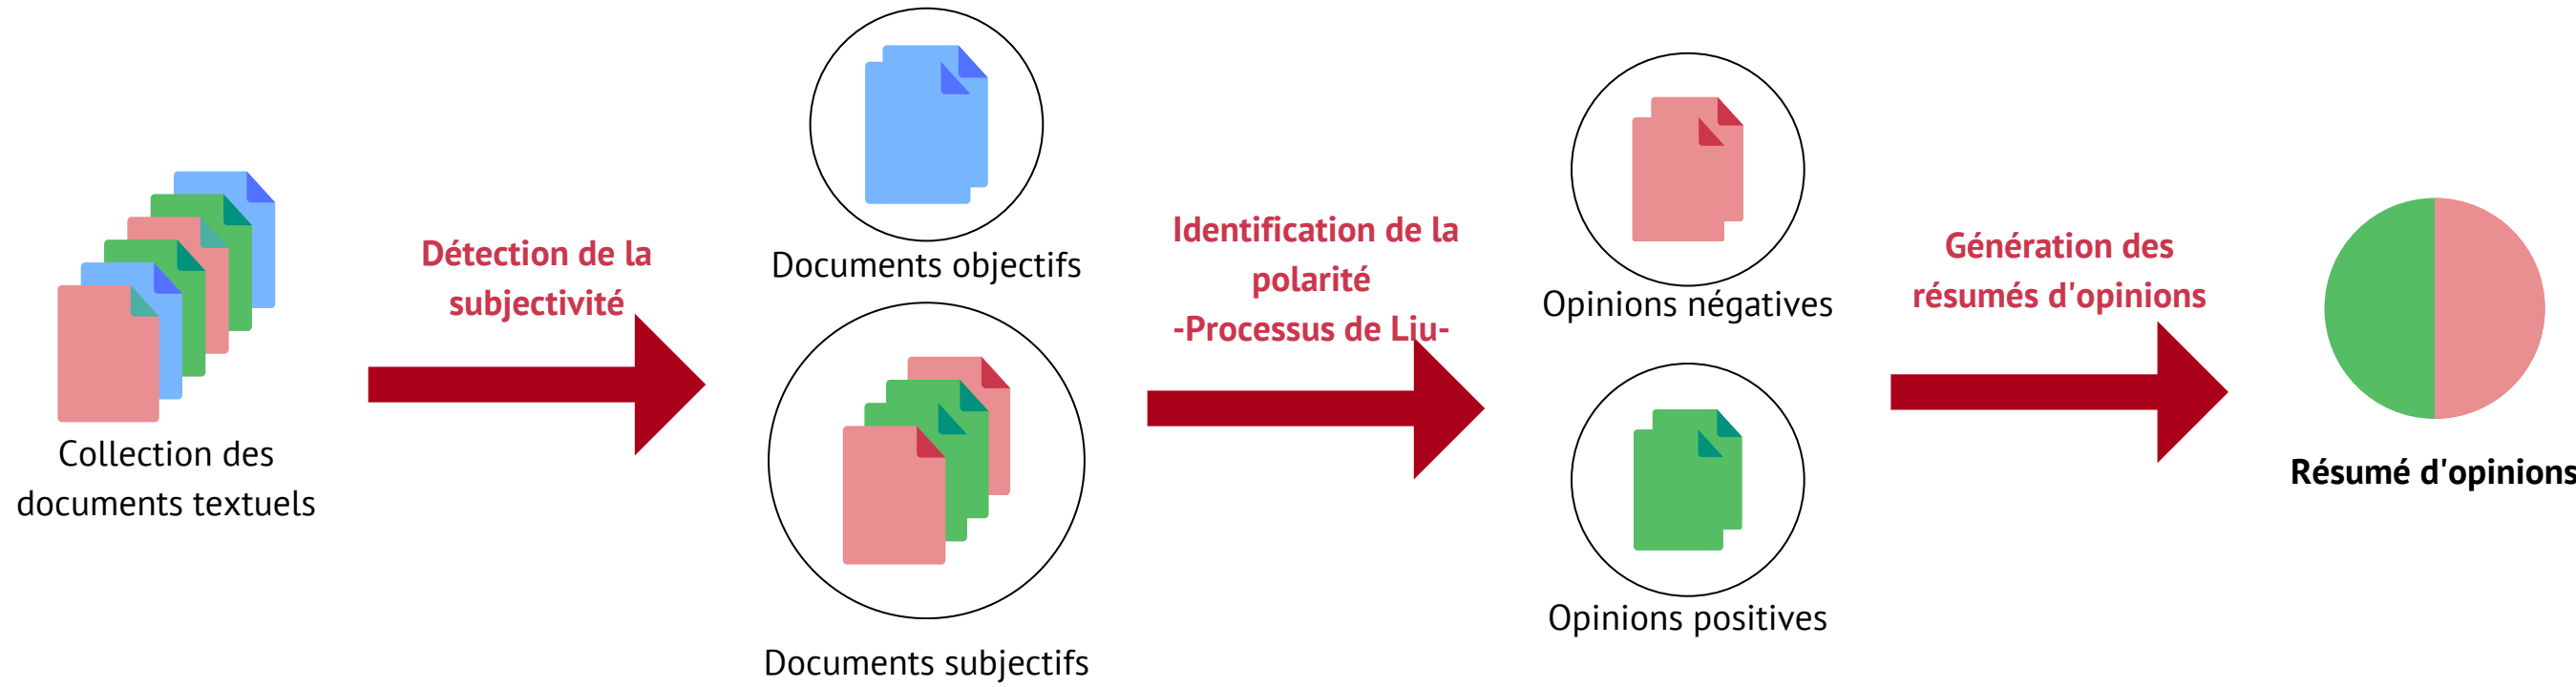 Collection des
documents textuels
Détection de la
subjectivité
Documents objectifs
Documents subjectifs
Identification de la
polarité
-Processus de Liu-
Opinions négatives
Opinions positives
Génération des
résumés d'opinions
Résumé d'opinions